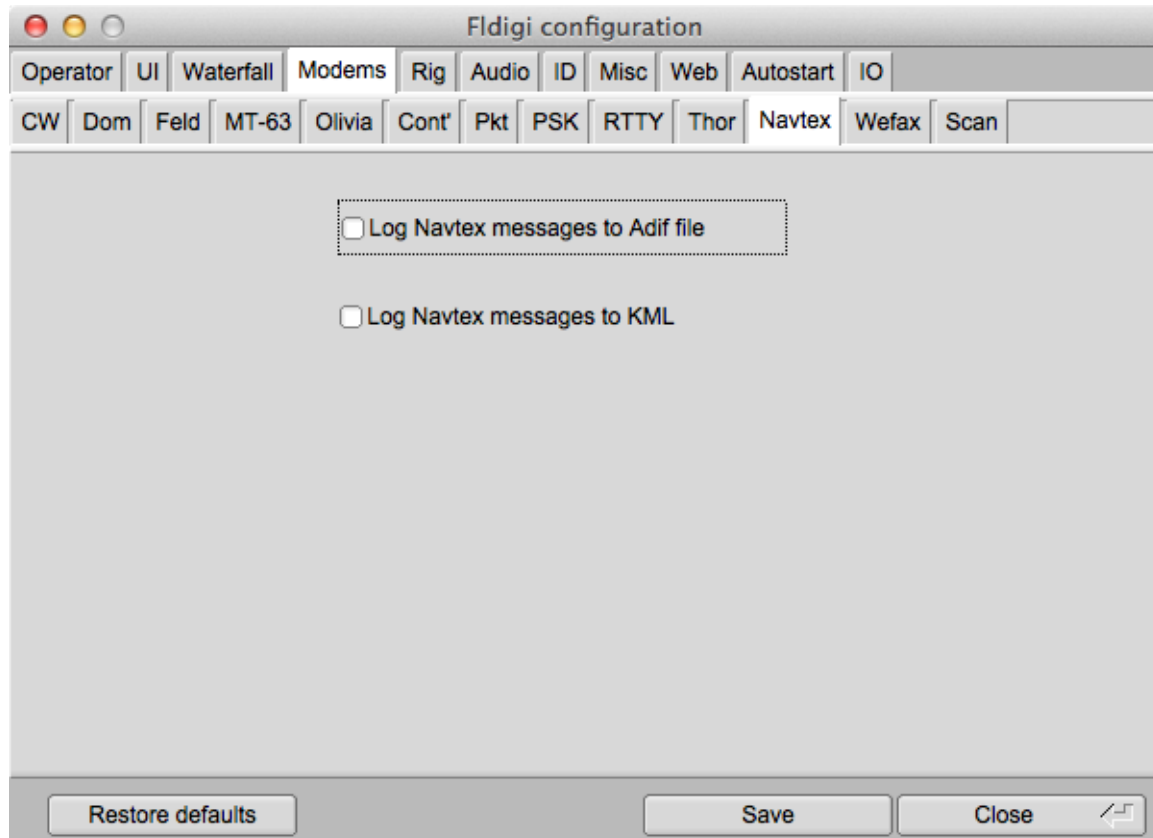 Fldigi configuration
Operator UI Waterfall Modems Rig Audio ID Misc Web Autostart IO
CW Dom Feld MT-63 Olivia Cont' Pkt PSK RTTY Thor Navtex Wefax Scan
Log Navtex messages to Adif file
Log Navtex messages to KML
Restore defaults Save Close